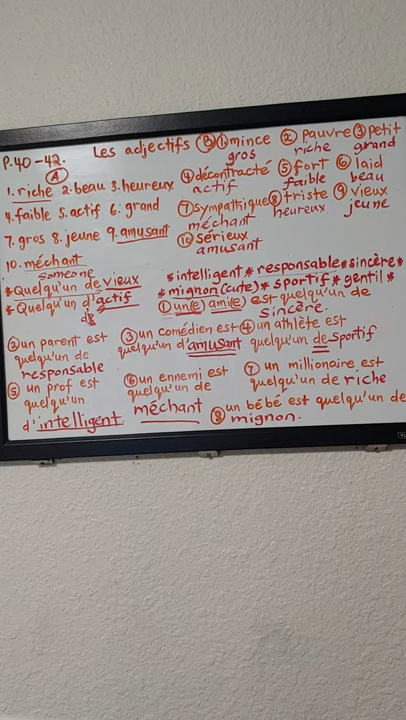 Les adjectifs
P.40-42.
A
1. riche 2. beau 3. heureux
4. faible 5. actif 6. grand
7. gros 8. jeune 9. amusant
10. méchant
B ① mince ② pauvre ③ petit
gros riche grand
④ décontracté ⑤ fort ⑥ laid
actif faible beau
⑦ sympathique ⑧ triste ⑨ vieux
méchant heureux jeune
⑩ Sérieux
amusant
someone
* Quelqu'un de vieux
* Quelqu'un d'actif
* intelligent * responsable * sincère *
* mignon (cute) * sportif * gentil *
① un(e) ami(e) est quelqu'un de
sincère.
② un parent est
quelqu'un de
responsable
③ un comédien est
quelqu'un d'amusant
④ un athlète est
quelqu'un de sportif
⑤ un prof est
quelqu'un
d'intelligent
⑥ un ennemi est
quelqu'un de
méchant
⑦ un millionaire est
quelqu'un de riche
⑧ un bébé est quelqu'un de
mignon.